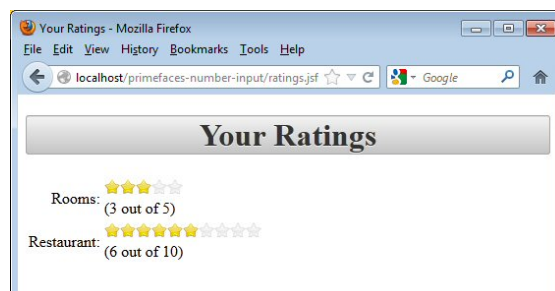 Your Ratings - Mozilla Firefox
File Edit View History Bookmarks Tools Help
localhost/primefaces-number-input/ratings.jsf
Google
Your Ratings
Rooms:
(3 out of 5)
Restaurant:
(6 out of 10)